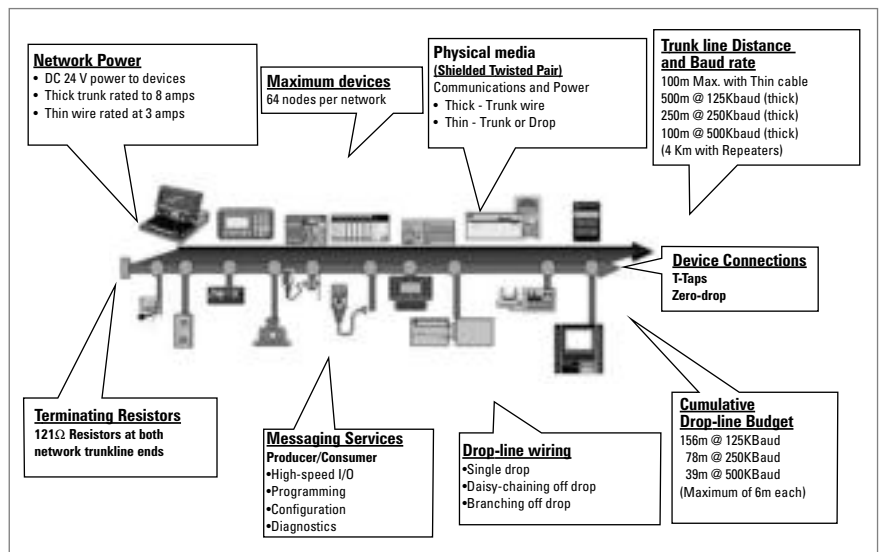 Network Power
• DC 24 V power to devices
• Thick trunk rated to 8 amps
• Thin wire rated at 3 amps
Maximum devices
64 nodes per network
Physical media
(Shielded Twisted Pair)
Communications and Power
• Thick - Trunk wire
• Thin - Trunk or Drop
Trunk line Distance
and Baud rate
100m Max. with Thin cable
500m @ 125Kbaud (thick)
250m @ 250Kbaud (thick)
100m @ 500Kbaud (thick)
(4 Km with Repeaters)
Device Connections
T-Taps
Zero-drop
Terminating Resistors
121Ω Resistors at both
network trunkline ends
Messaging Services
Producer/Consumer
•High-speed I/O
•Programming
•Configuration
•Diagnostics
Drop-line wiring
•Single drop
•Daisy-chaining off drop
•Branching off drop
Cumulative
Drop-line Budget
156m @ 125KBaud
78m @ 250KBaud
39m @ 500KBaud
(Maximum of 6m each)